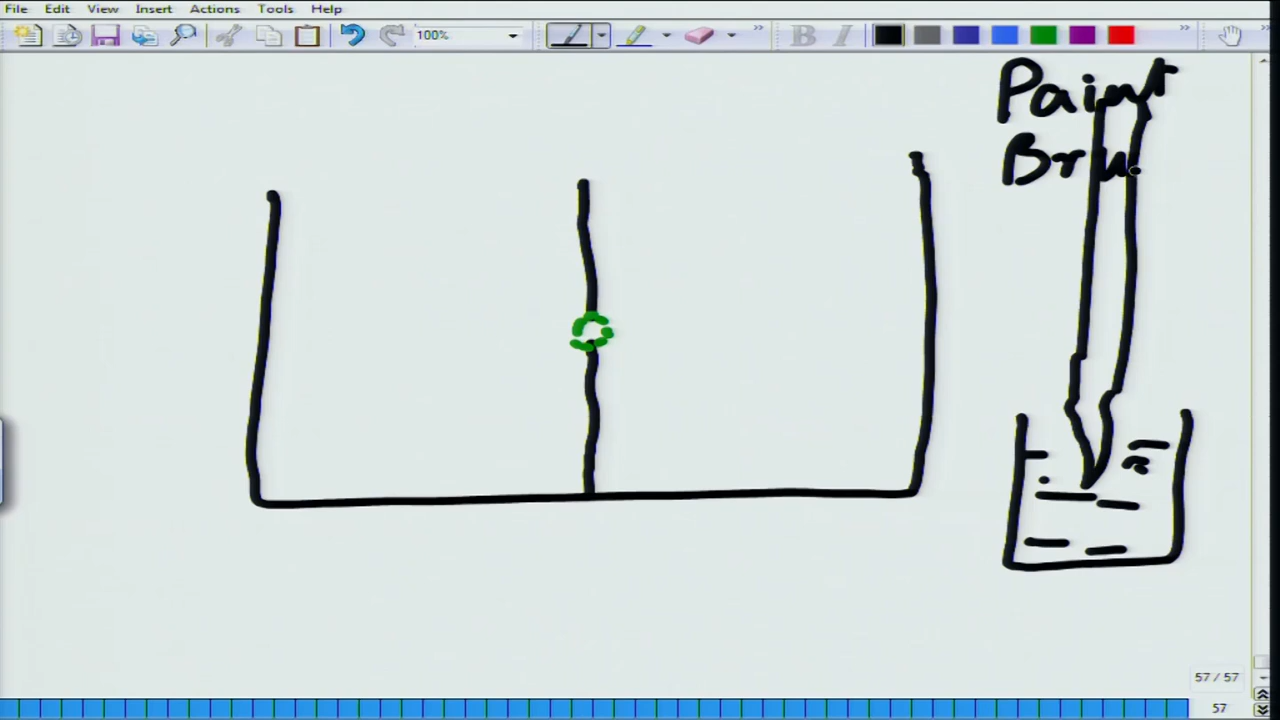 File Edit View Insert Actions Tools Help
100%
B I
Paint
Bru
57 / 57
57